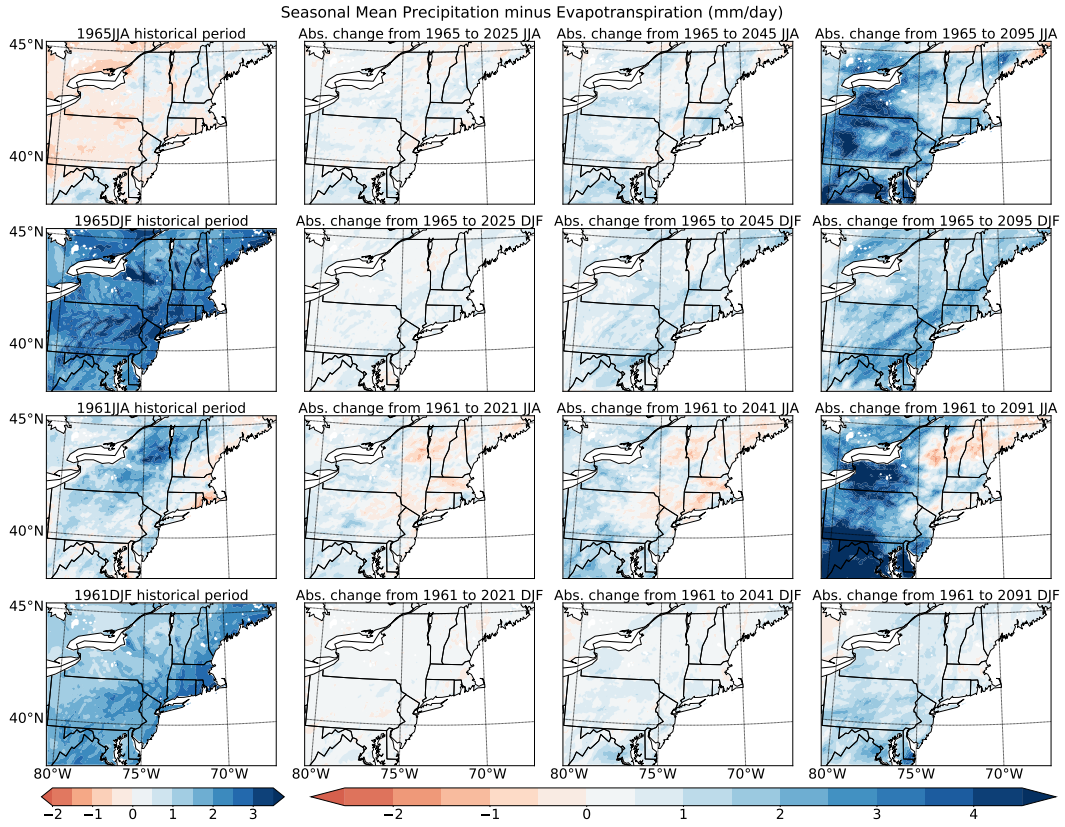 Seasonal Mean Precipitation minus Evapotranspiration (mm/day)
1965JJA historical period
Abs. change from 1965 to 2025 JJA
Abs. change from 1965 to 2045 JJA
Abs. change from 1965 to 2095 JJA
45°N
40°N
1965DJF historical period
Abs. change from 1965 to 2025 DJF
Abs. change from 1965 to 2045 DJF
Abs. change from 1965 to 2095 DJF
45°N
40°N
1961JJA historical period
Abs. change from 1961 to 2021 JJA
Abs. change from 1961 to 2041 JJA
Abs. change from 1961 to 2091 JJA
45°N
40°N
1961DJF historical period
Abs. change from 1961 to 2021 DJF
Abs. change from 1961 to 2041 DJF
Abs. change from 1961 to 2091 DJF
45°N
40°N
80°W 75°W 70°W
80°W 75°W 70°W
80°W 75°W 70°W
80°W 75°W 70°W
−2 −1 0 1 2 3
−2 −1 0 1 2 3 4